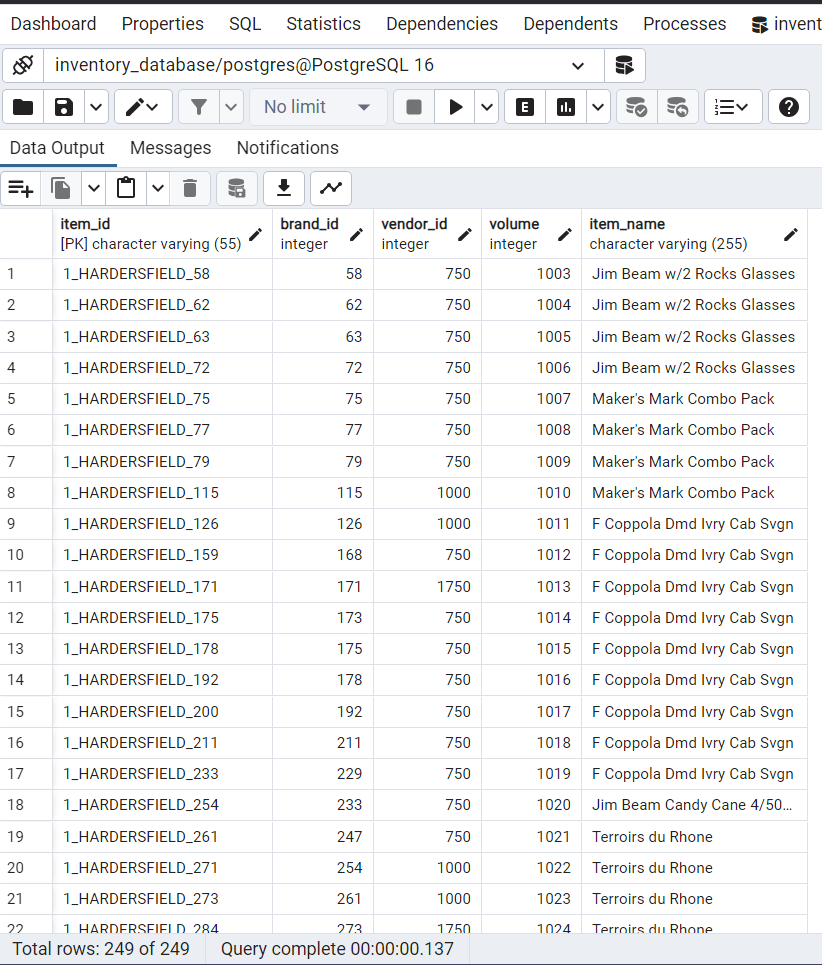 Dashboard Properties SQL Statistics Dependencies Dependents Processes invent
inventory_database/postgres@PostgreSQL 16
No limit E
Data Output Messages Notifications
item_id brand_id vendor_id volume item_name
[PK] character varying (55) integer integer integer character varying (255)
1 1_HARDERSFIELD_58 58 750 1003 Jim Beam w/2 Rocks Glasses
2 1_HARDERSFIELD_62 62 750 1004 Jim Beam w/2 Rocks Glasses
3 1_HARDERSFIELD_63 63 750 1005 Jim Beam w/2 Rocks Glasses
4 1_HARDERSFIELD_72 72 750 1006 Jim Beam w/2 Rocks Glasses
5 1_HARDERSFIELD_75 75 750 1007 Maker's Mark Combo Pack
6 1_HARDERSFIELD_77 77 750 1008 Maker's Mark Combo Pack
7 1_HARDERSFIELD_79 79 750 1009 Maker's Mark Combo Pack
8 1_HARDERSFIELD_115 115 1000 1010 Maker's Mark Combo Pack
9 1_HARDERSFIELD_126 126 1000 1011 F Coppola Dmd Ivry Cab Svgn
10 1_HARDERSFIELD_159 168 750 1012 F Coppola Dmd Ivry Cab Svgn
11 1_HARDERSFIELD_171 171 1750 1013 F Coppola Dmd Ivry Cab Svgn
12 1_HARDERSFIELD_175 173 750 1014 F Coppola Dmd Ivry Cab Svgn
13 1_HARDERSFIELD_178 175 750 1015 F Coppola Dmd Ivry Cab Svgn
14 1_HARDERSFIELD_192 178 750 1016 F Coppola Dmd Ivry Cab Svgn
15 1_HARDERSFIELD_200 192 750 1017 F Coppola Dmd Ivry Cab Svgn
16 1_HARDERSFIELD_211 211 750 1018 F Coppola Dmd Ivry Cab Svgn
17 1_HARDERSFIELD_233 229 750 1019 F Coppola Dmd Ivry Cab Svgn
18 1_HARDERSFIELD_254 233 750 1020 Jim Beam Candy Cane 4/50...
19 1_HARDERSFIELD_261 247 750 1021 Terroirs du Rhone
20 1_HARDERSFIELD_271 254 1000 1022 Terroirs du Rhone
21 1_HARDERSFIELD_273 261 1000 1023 Terroirs du Rhone
22 1_HARDERSFIELD_284 273 1750 1024 Terroirs du Rhone
Total rows: 249 of 249 Query complete 00:00:00.137